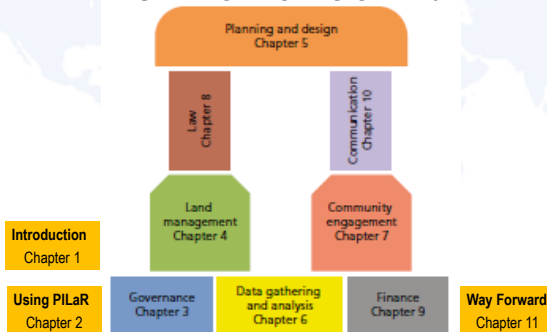 Planning and design
Chapter 5
Law
Chapter 8
Communication
Chapter 10
Land
management
Chapter 4
Community
engagement
Chapter 7
Introduction
Chapter 1
Using PILaR
Chapter 2
Governance
Chapter 3
Data gathering
and analysis
Chapter 6
Finance
Chapter 9
Way Forward
Chapter 11